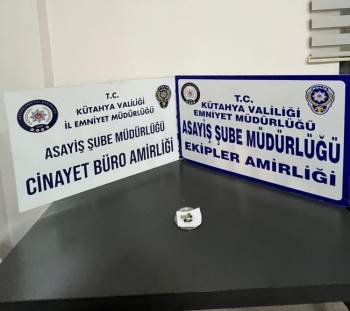 T.C.
KÜTAHYA VALİLİĞİ
İL EMNİYET MÜDÜRLÜĞÜ
ASAYİŞ ŞUBE MÜDÜRLÜĞÜ
CİNAYET BÜRO AMİRLİĞİ
T.C.
KÜTAHYA VALİLİĞİ
EMNİYET MÜDÜRLÜĞÜ
ASAYİŞ ŞUBE MÜDÜRLÜĞÜ
EKİPLER AMİRLİĞİ